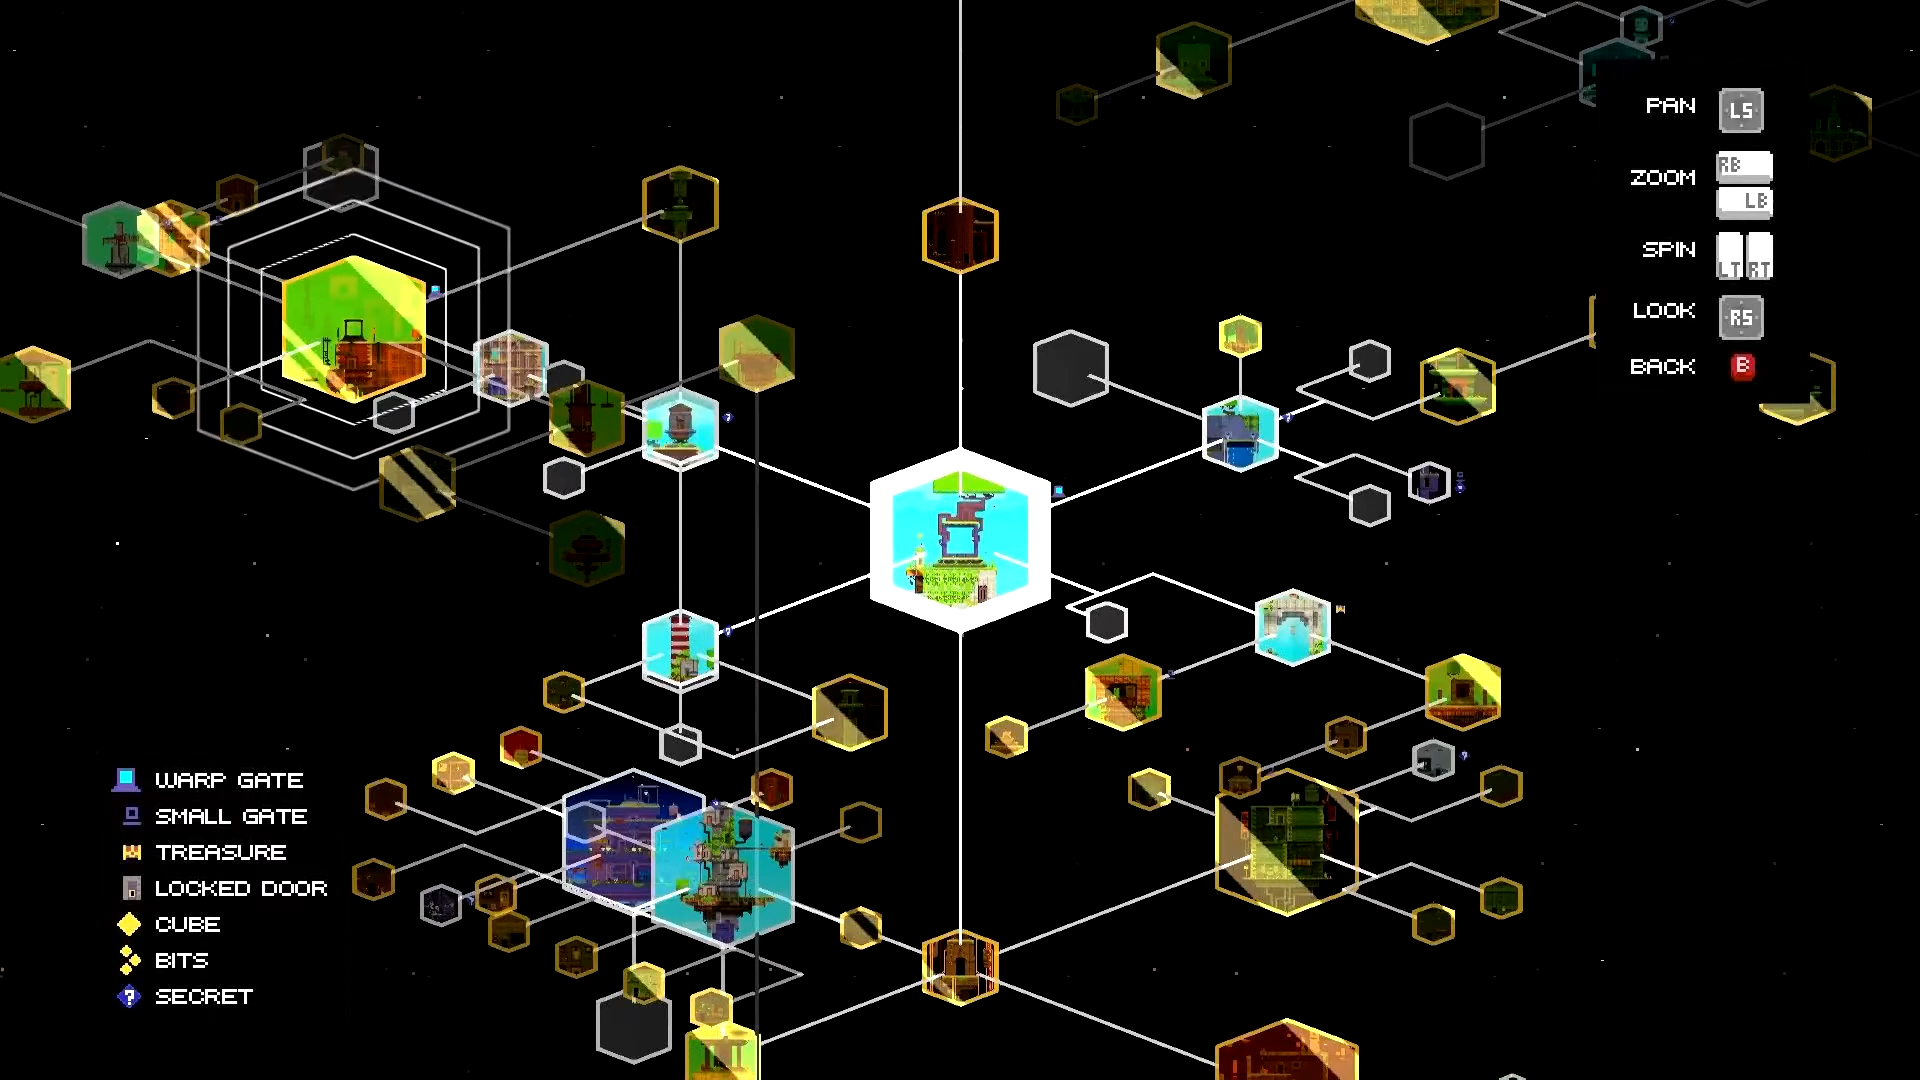 PAN LS
ZOOM RB
LB
SPIN LT RT
LOOK RS
BACK B
WARP GATE
SMALL GATE
TREASURE
LOCKED DOOR
CUBE
BITS
? SECRET